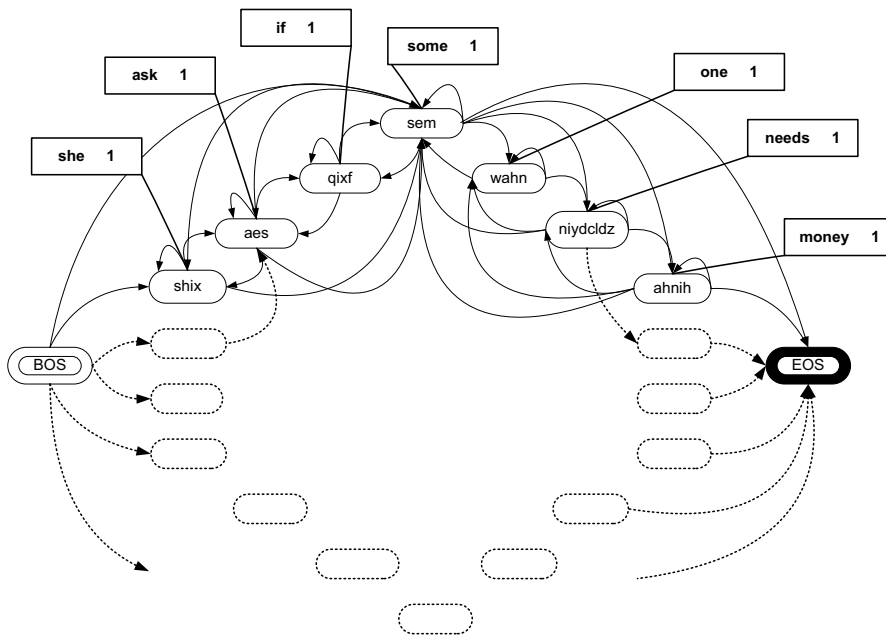 if 1
some 1
ask 1
one 1
she 1
needs 1
money 1
sem
qixf
wahn
aes
niydcldz
shix
ahnih
BOS
EOS